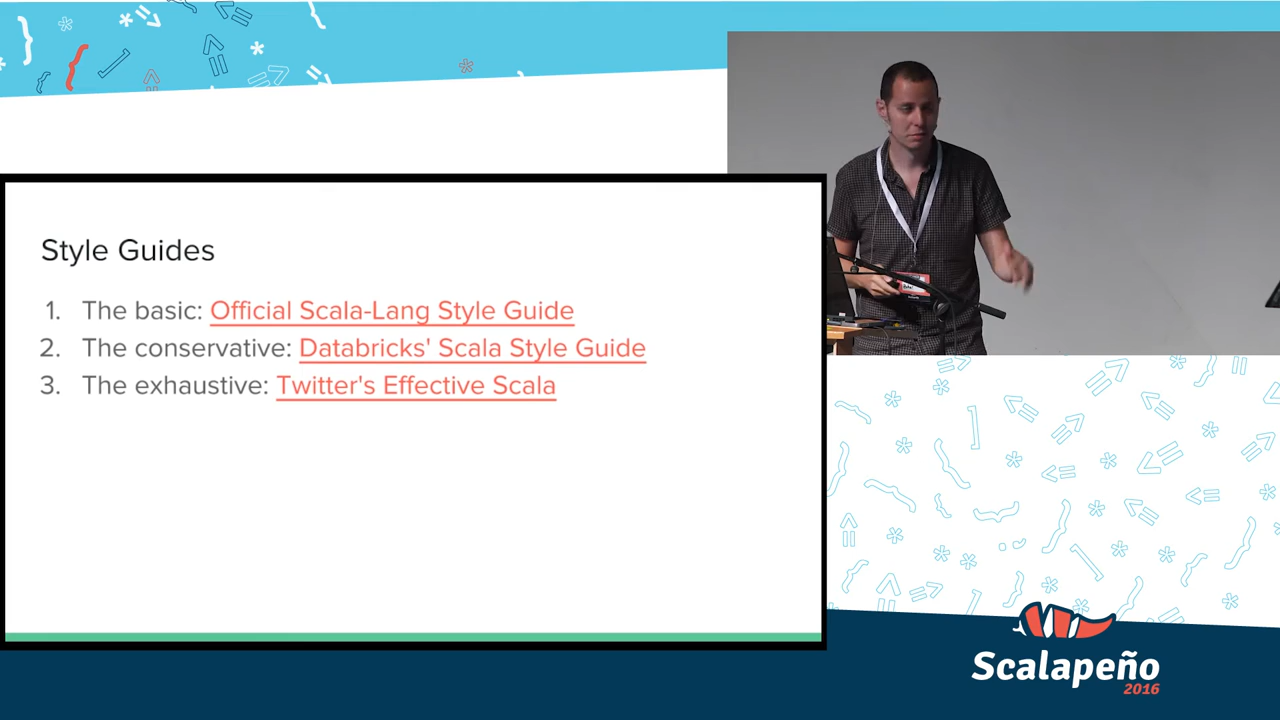 Style Guides
1. The basic: Official Scala-Lang Style Guide
2. The conservative: Databricks' Scala Style Guide
3. The exhaustive: Twitter's Effective Scala
Scalapeño
2016